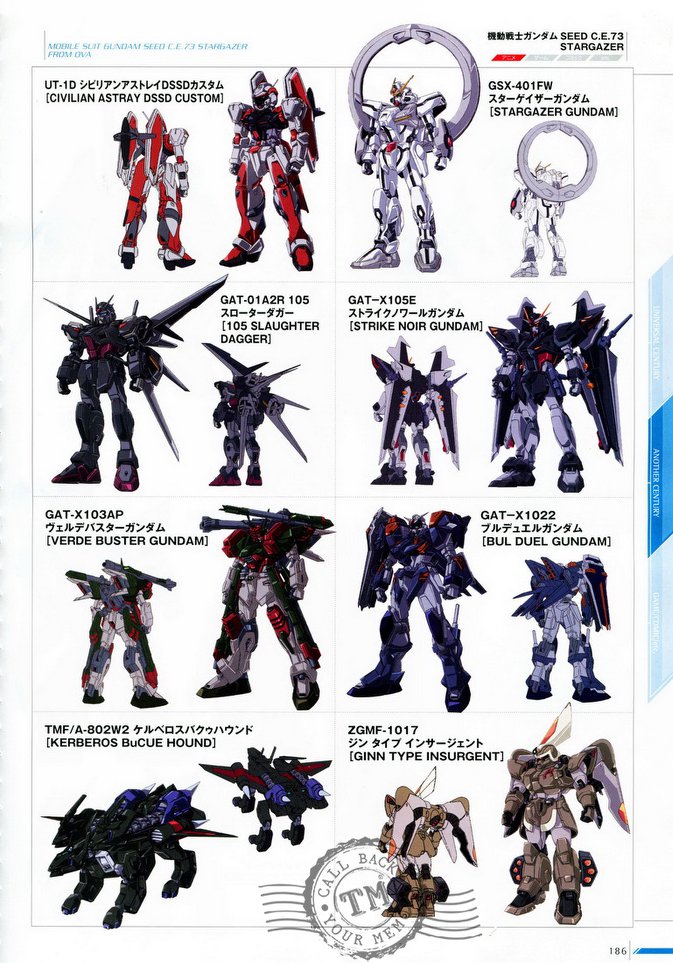 MOBILE SUIT GUNDAM SEED C.E.73 STARGAZER
FROM OVA
機動戦士ガンダム SEED C.E.73
STARGAZER
アニメ
UT-1D シビリアンアストレイDSSDカスタム
[CIVILIAN ASTRAY DSSD CUSTOM]
GSX-401FW
スターゲイザーガンダム
[STARGAZER GUNDAM]
GAT-01A2R 105
スローターダガー
[105 SLAUGHTER
DAGGER]
GAT-X105E
ストライクノワールガンダム
[STRIKE NOIR GUNDAM]
GAT-X103AP
ヴェルデバスターガンダム
[VERDE BUSTER GUNDAM]
GAT-X1022
ブルデュエルガンダム
[BUL DUEL GUNDAM]
TMF/A-802W2 ケルベロスバクゥハウンド
[KERBEROS BuCUE HOUND]
ZGMF-1017
ジン タイプ インサージェント
[GINN TYPE INSURGENT]
UNIVERSAL CENTURY
ANOTHER CENTURY
CALL BACK
TM
YOUR MEM
186